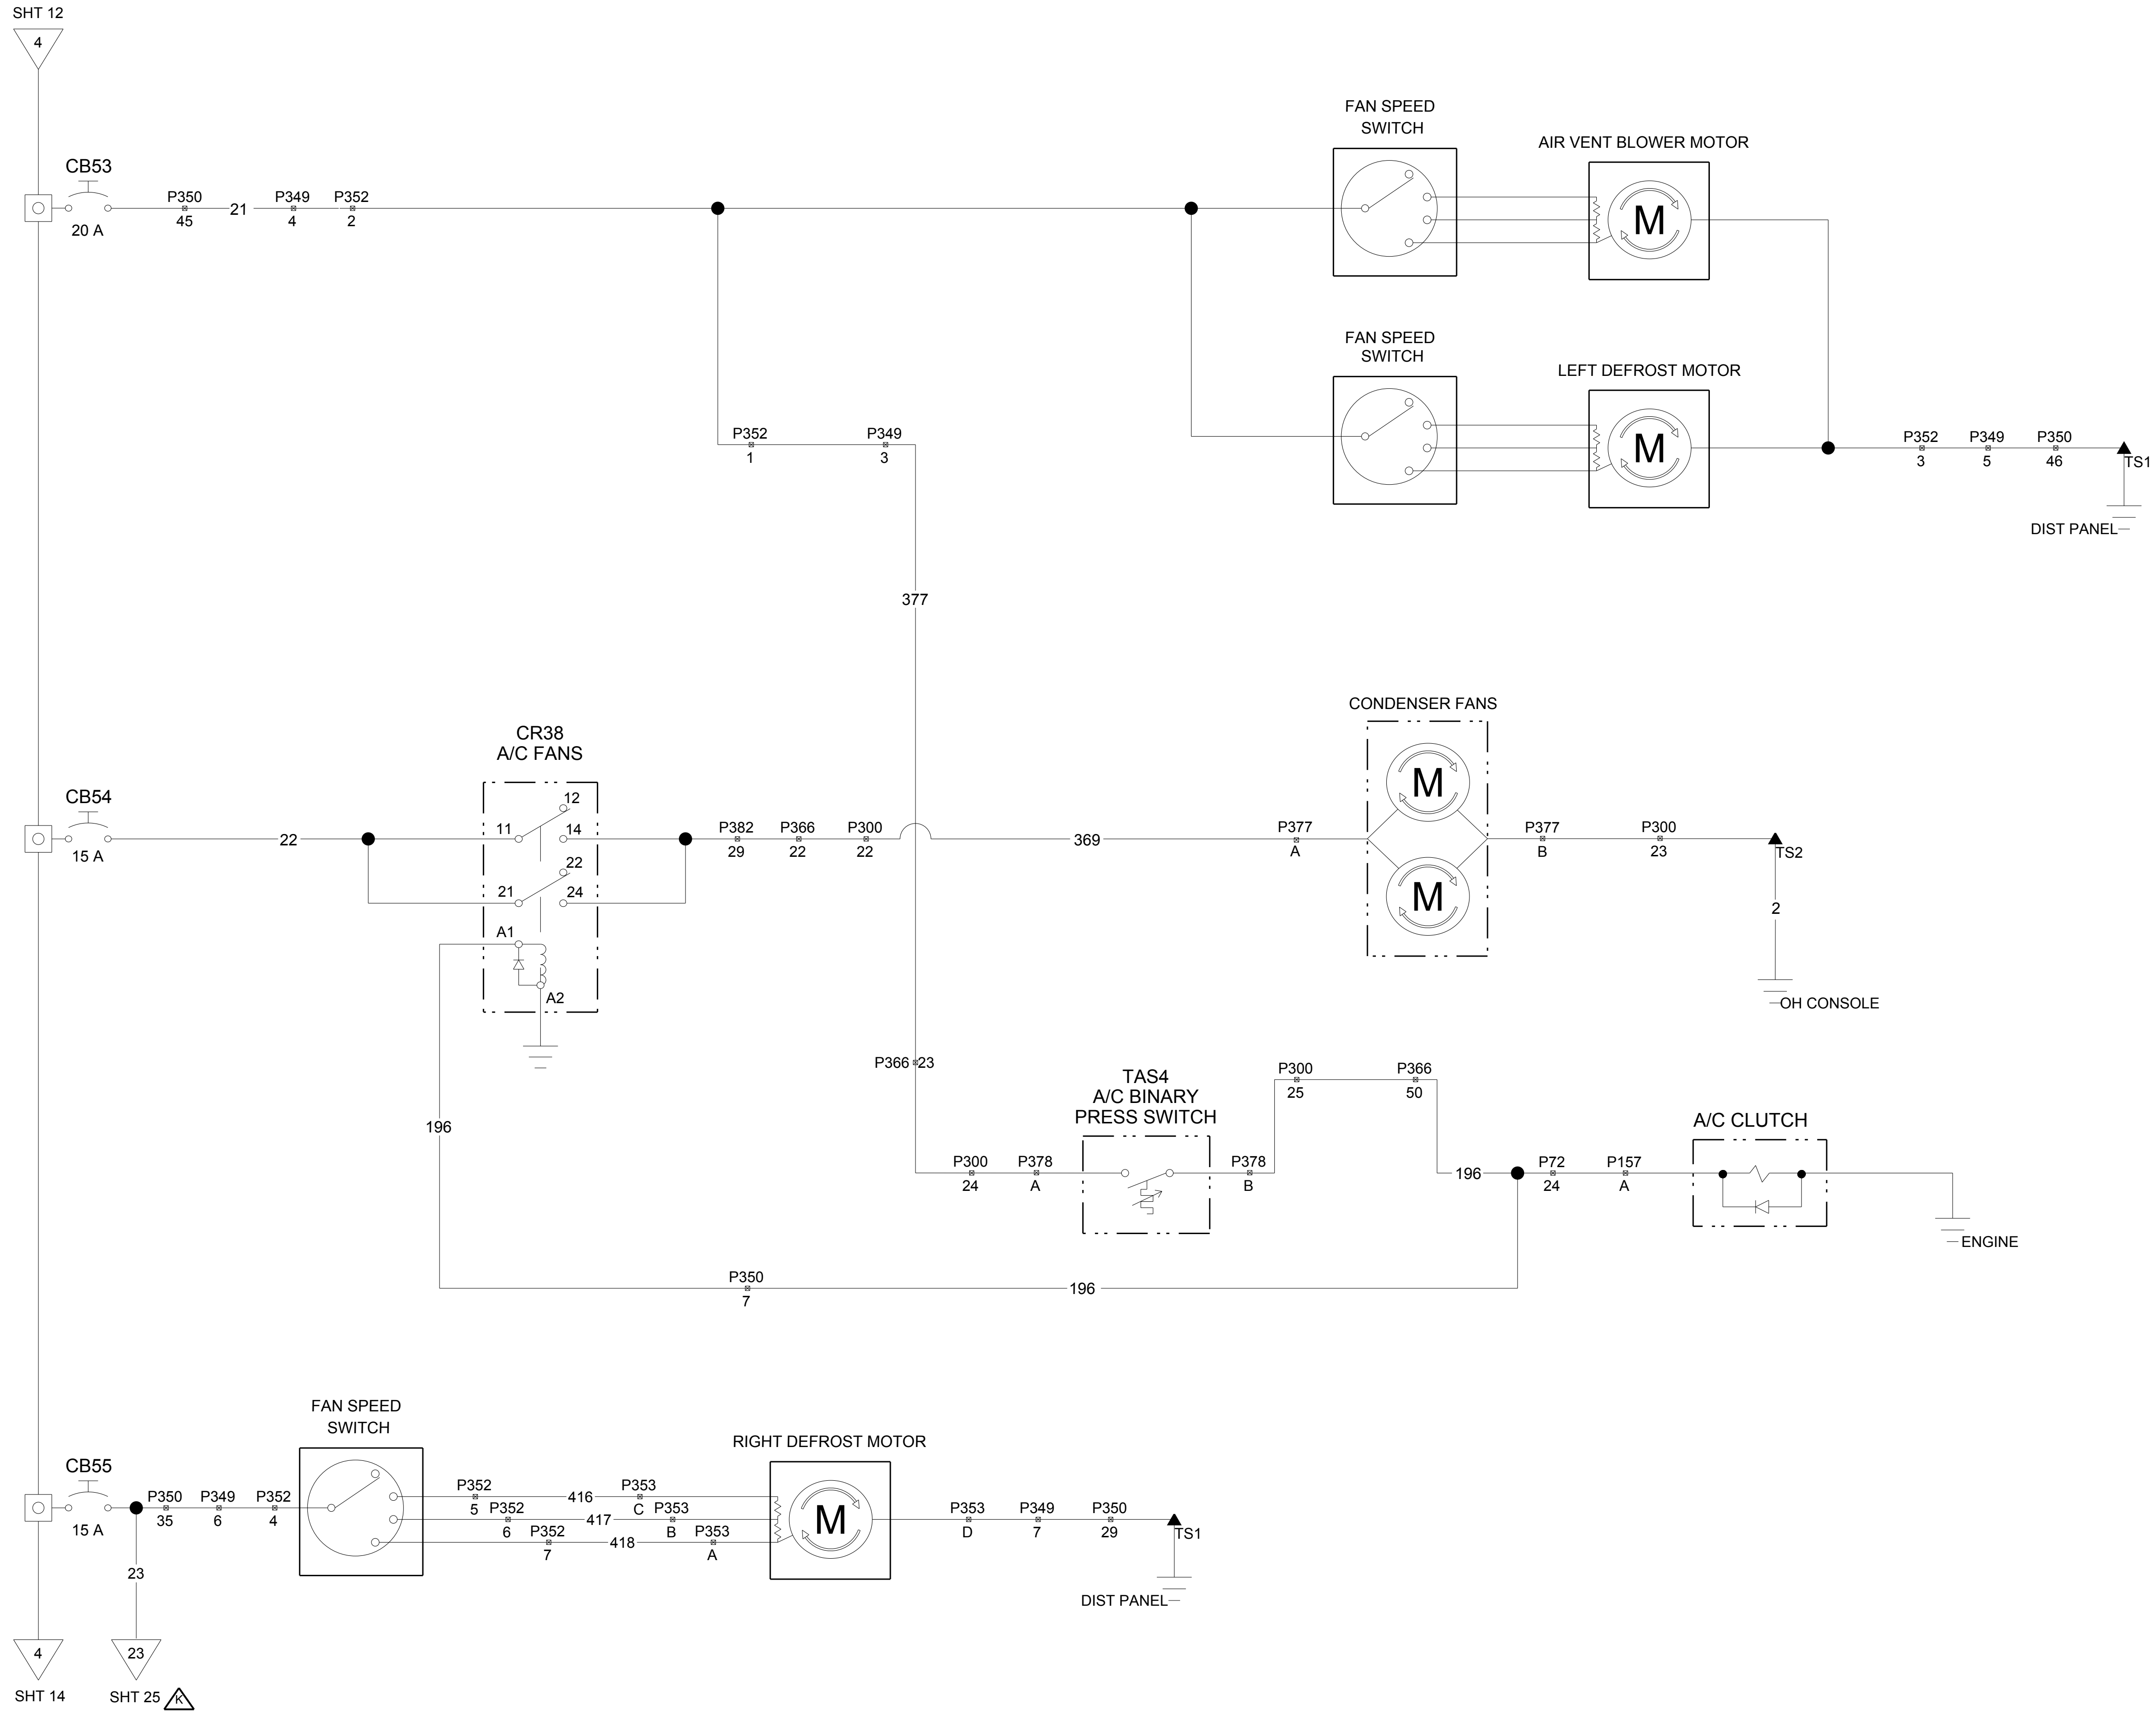 SHT 12
4
FAN SPEED
SWITCH
AIR VENT BLOWER MOTOR
CB53
P350
P349
P352
21
45
4
2
20 A
M
FAN SPEED
SWITCH
LEFT DEFROST MOTOR
M
P352
P349
1
3
P352
P349
P350
3
5
46
TS1
DIST PANEL
377
CONDENSER FANS
CR38
A/C FANS
M
CB54
12
11
14
22
15 A
P382
P366
P300
29
22
22
369
P377
A
P377
B
P300
23
TS2
22
21
24
M
2
A1
A2
OH CONSOLE
P366
23
TAS4
A/C BINARY
PRESS SWITCH
P300
P366
25
50
196
A/C CLUTCH
P300
P378
24
A
P378
B
196
P72
P157
24
A
ENGINE
P350
7
196
FAN SPEED
SWITCH
RIGHT DEFROST MOTOR
CB55
P350
P349
P352
35
6
4
15 A
P352
5
416
P353
C
P352
6
417
P353
B
P352
7
418
P353
A
M
P353
P349
P350
D
7
29
TS1
23
DIST PANEL
4
23
SHT 14
SHT 25
K